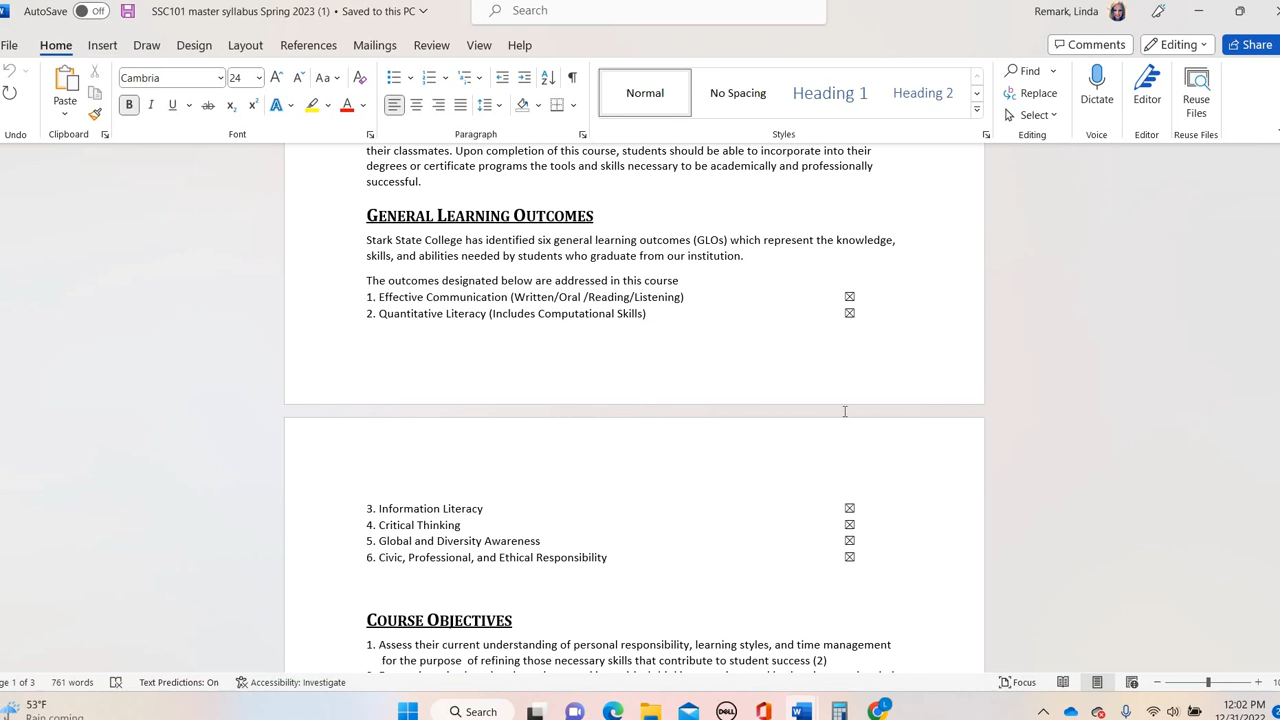 AutoSave Off SSC101 master syllabus Spring 2023 (1) • Saved to this PC Search Remark, Linda
File Home Insert Draw Design Layout References Mailings Review View Help Comments Editing Share
Paste Cambria 24 Normal No Spacing Heading 1 Heading 2 Find Replace Select Dictate Editor Reuse Files
Undo Clipboard Font Paragraph Styles Editing Voice Editor Reuse Files
their classmates. Upon completion of this course, students should be able to incorporate into their
degrees or certificate programs the tools and skills necessary to be academically and professionally
successful.
GENERAL LEARNING OUTCOMES
Stark State College has identified six general learning outcomes (GLOs) which represent the knowledge,
skills, and abilities needed by students who graduate from our institution.
The outcomes designated below are addressed in this course
1. Effective Communication (Written/Oral /Reading/Listening) ☒
2. Quantitative Literacy (Includes Computational Skills) ☒
3. Information Literacy ☒
4. Critical Thinking ☒
5. Global and Diversity Awareness ☒
6. Civic, Professional, and Ethical Responsibility ☒
COURSE OBJECTIVES
1. Assess their current understanding of personal responsibility, learning styles, and time management
for the purpose of refining those necessary skills that contribute to student success (2)
age 1 of 3 761 words Text Predictions: On Accessibility: Investigate Focus 10
53°F Search 12:02 PM
Rain coming